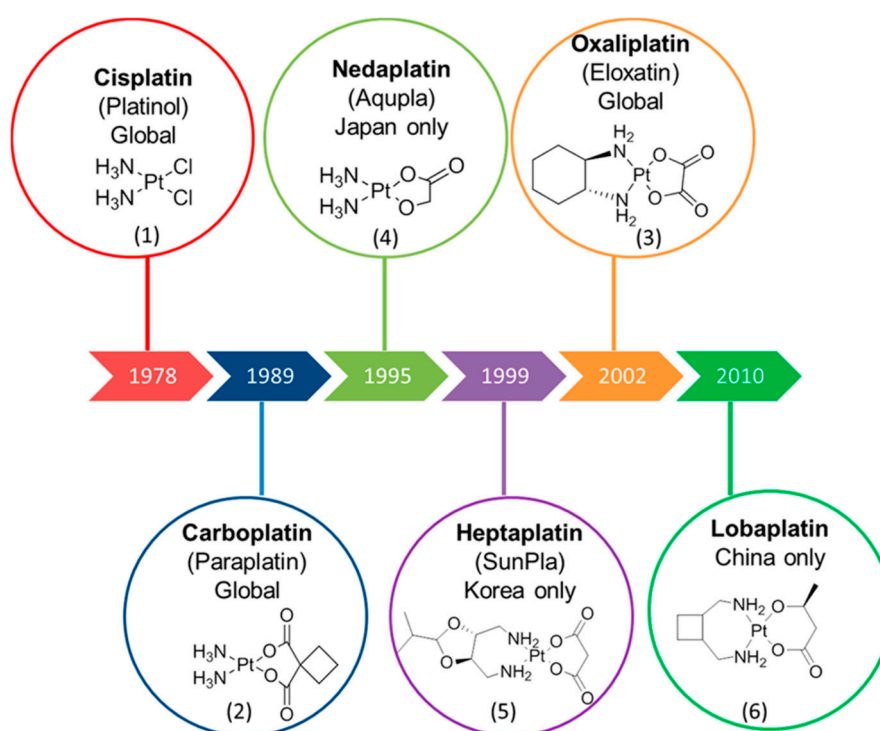 Cisplatin
(Platinol)
Global
H₃N Cl
Pt
H₃N Cl
(1)
Nedaplatin
(Aqupla)
Japan only
O
H₃N O
Pt
H₃N O
(4)
Oxaliplatin
(Eloxatin)
Global
H₂
N O O
Pt
N O O
H₂
(3)
1978
1989
1995
1999
2002
2010
Carboplatin
(Paraplatin)
Global
O
H₃N O
Pt
H₃N O
O
(2)
Heptaplatin
(SunPla)
Korea only
O NH₂ O O
Pt
O NH₂ O O
(5)
Lobaplatin
China only
NH₂ O
Pt
N O O
H₂
(6)